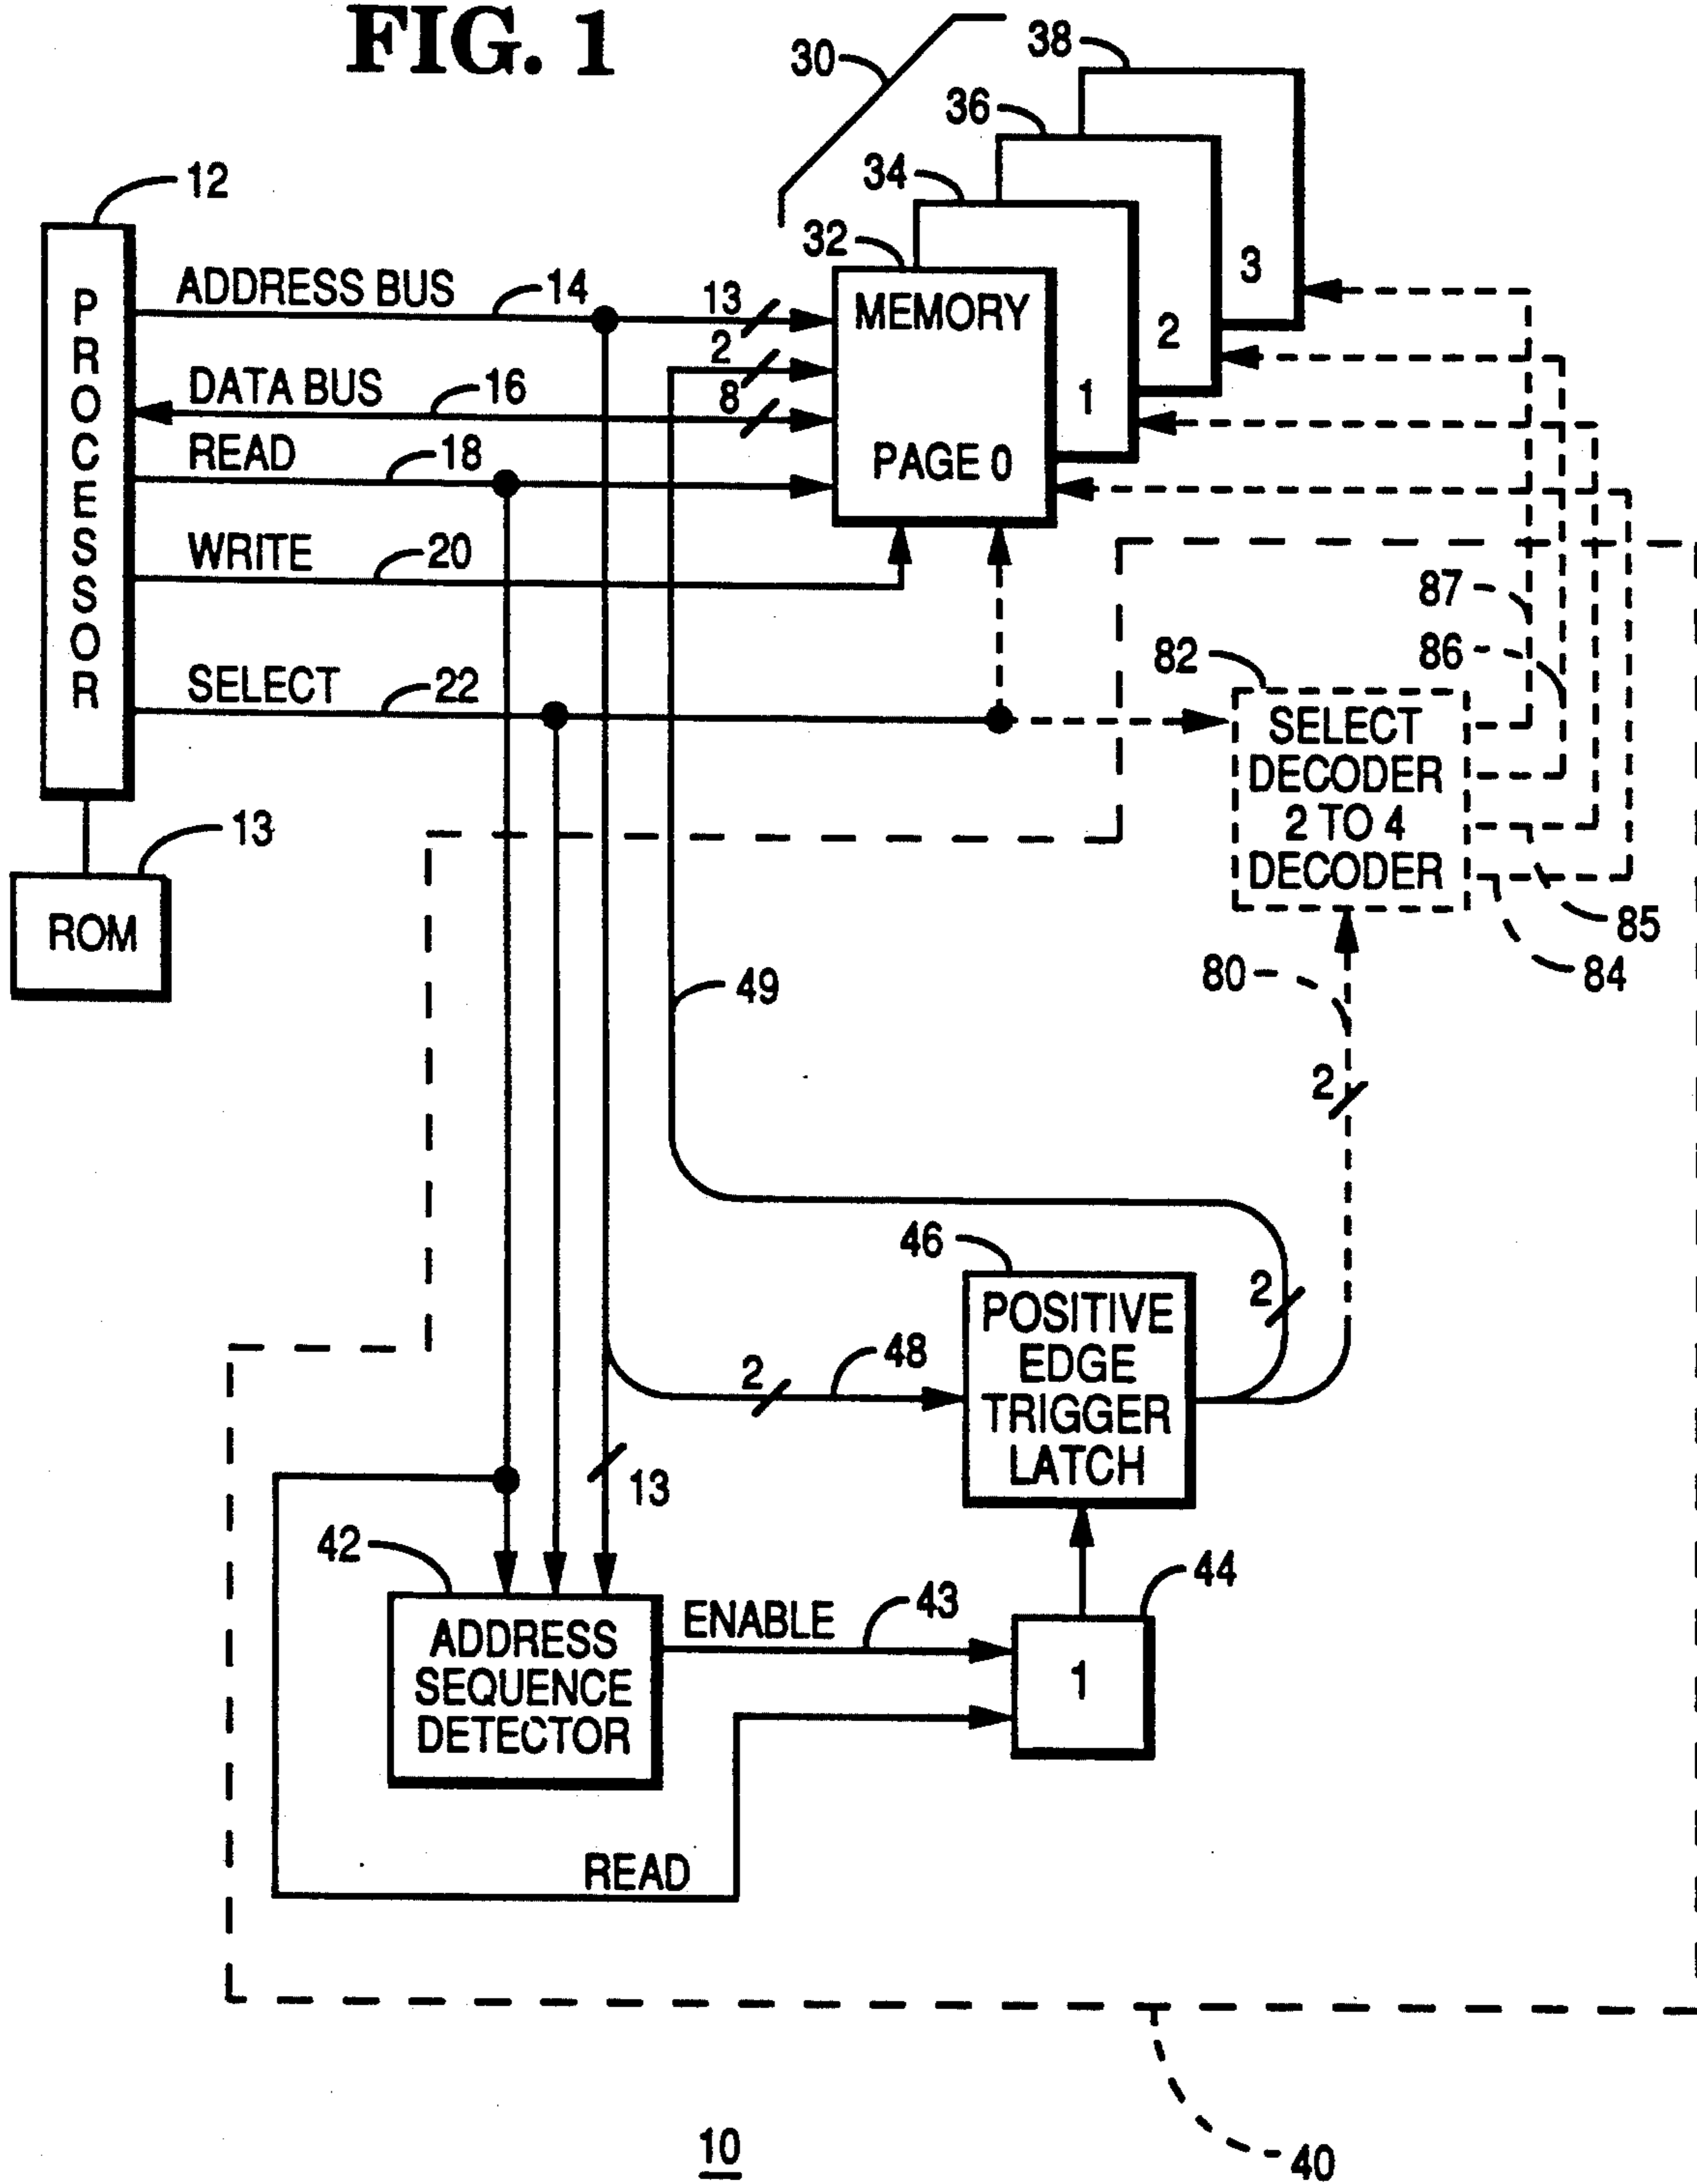 FIG. 1
30
38
36
34
32
12
PROCESSOR
ADDRESS BUS
14
13
2
DATA BUS
16
8
READ
18
WRITE
20
SELECT
22
MEMORY
PAGE 0
1
2
3
13
ROM
87
86
82
SELECT
DECODER
2 TO 4
DECODER
85
84
80
2
49
46
POSITIVE
EDGE
TRIGGER
LATCH
2
2
48
13
42
ADDRESS
SEQUENCE
DETECTOR
ENABLE
43
44
1
READ
40
10